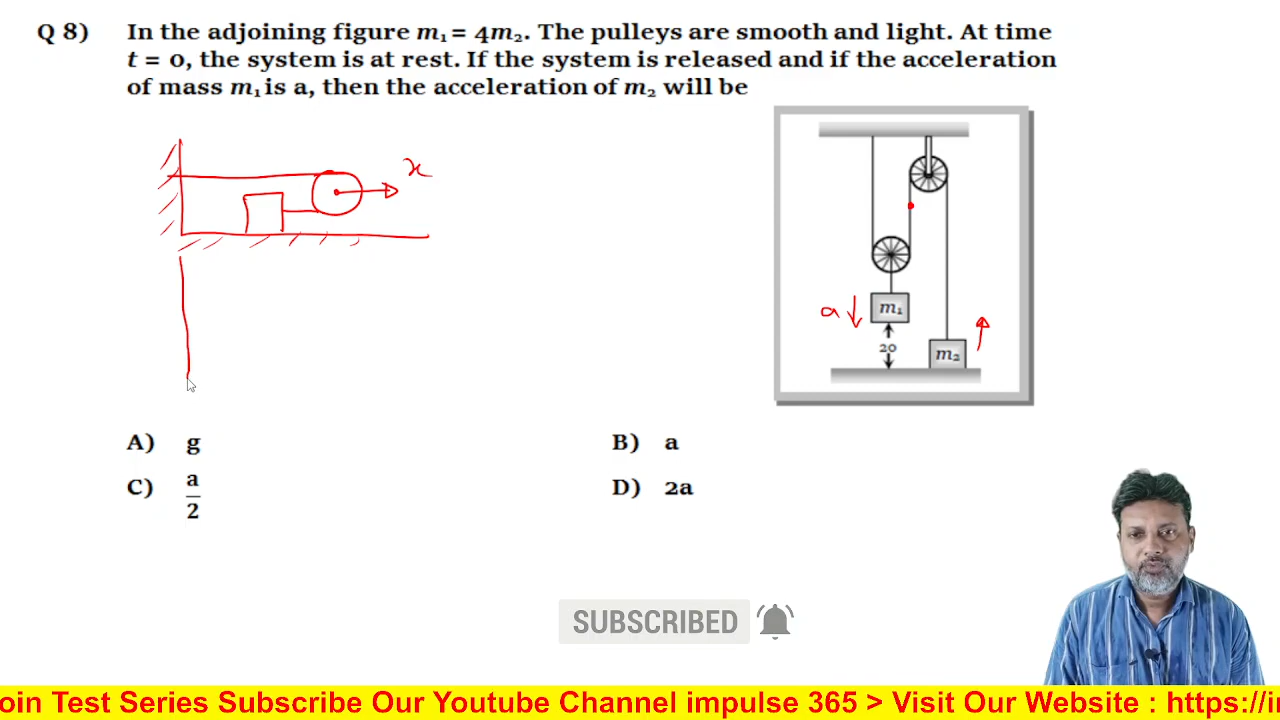 Q 8) In the adjoining figure m₁ = 4m₂. The pulleys are smooth and light. At time
t = 0, the system is at rest. If the system is released and if the acceleration
of mass m₁ is a, then the acceleration of m₂ will be
x
a
m₁
20
m₂
A) g
B) a
C) a/2
D) 2a
SUBSCRIBED
oin Test Series Subscribe Our Youtube Channel impulse 365 > Visit Our Website : https://i